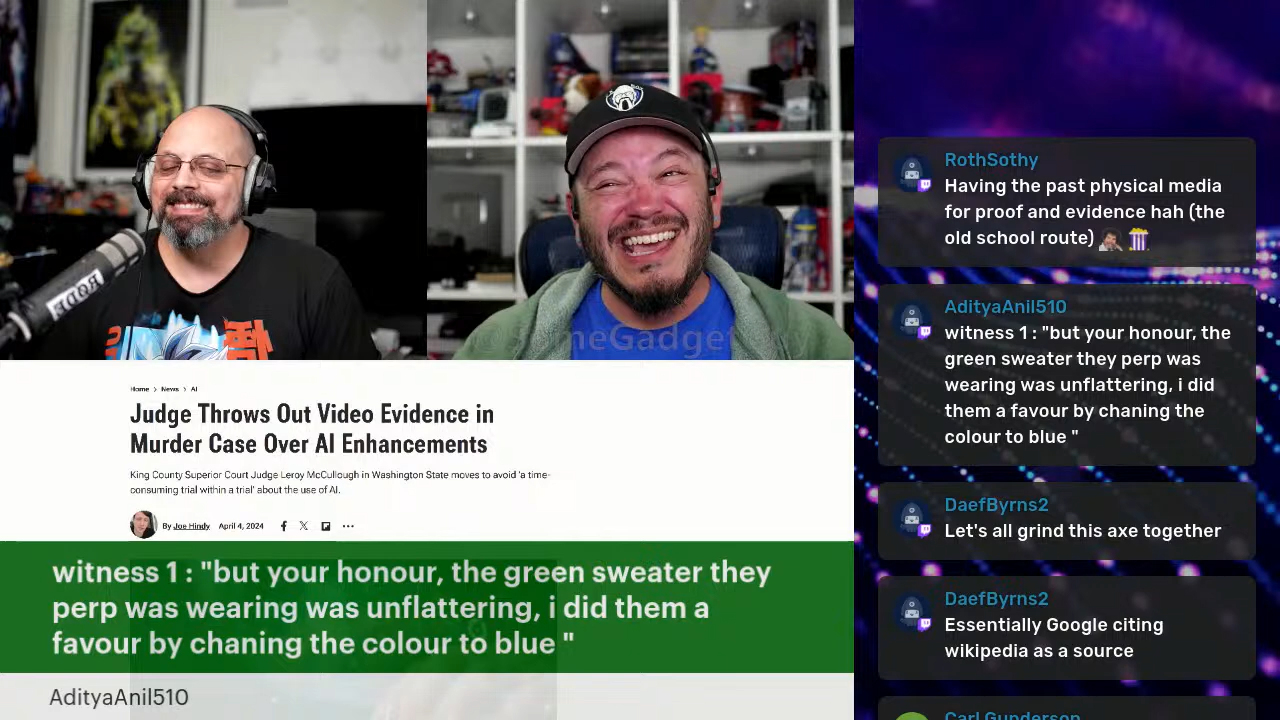 RODE
Home > News > AI
Judge Throws Out Video Evidence in
Murder Case Over AI Enhancements
King County Superior Court Judge Leroy McCullough in Washington State moves to avoid 'a time-
consuming trial within a trial' about the use of AI.
By Joe Hindy April 4, 2024
witness 1 : "but your honour, the green sweater they
perp was wearing was unflattering, i did them a
favour by chaning the colour to blue "
AdityaAnil510
RothSothy
Having the past physical media
for proof and evidence hah (the
old school route)
AdityaAnil510
witness 1 : "but your honour, the
green sweater they perp was
wearing was unflattering, i did
them a favour by chaning the
colour to blue "
DaefByrns2
Let's all grind this axe together
DaefByrns2
Essentially Google citing
wikipedia as a source
Carl Gunderson